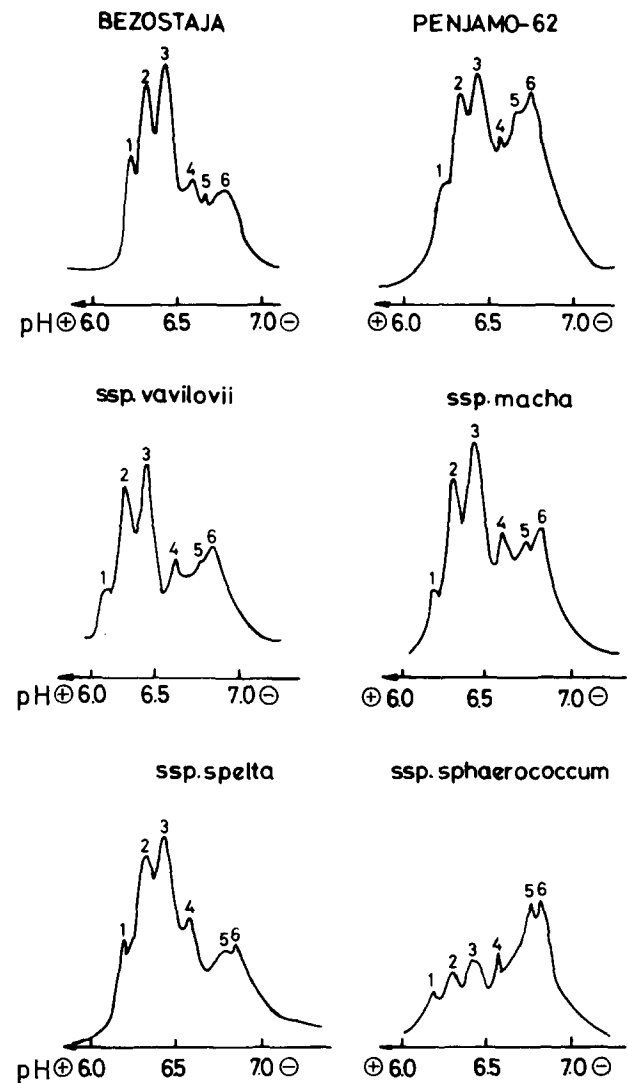 BEZOSTAJA
1 2 3 4 5 6
pH⊕ 6.0 6.5 7.0⊖
PENJAMO-62
1 2 3 4 5 6
⊕ 6.0 6.5 7.0⊖
ssp. vavilovii
1 2 3 4 5 6
pH⊕ 6.0 6.5 7.0⊖
ssp. macha
1 2 3 4 5 6
⊕ 6.0 6.5 7.0⊖
ssp. spelta
1 2 3 4 5 6
pH⊕ 6.0 6.5 7.0⊖
ssp. sphaerococcum
1 2 3 4 5 6
⊕ 6.0 6.5 7.0⊖